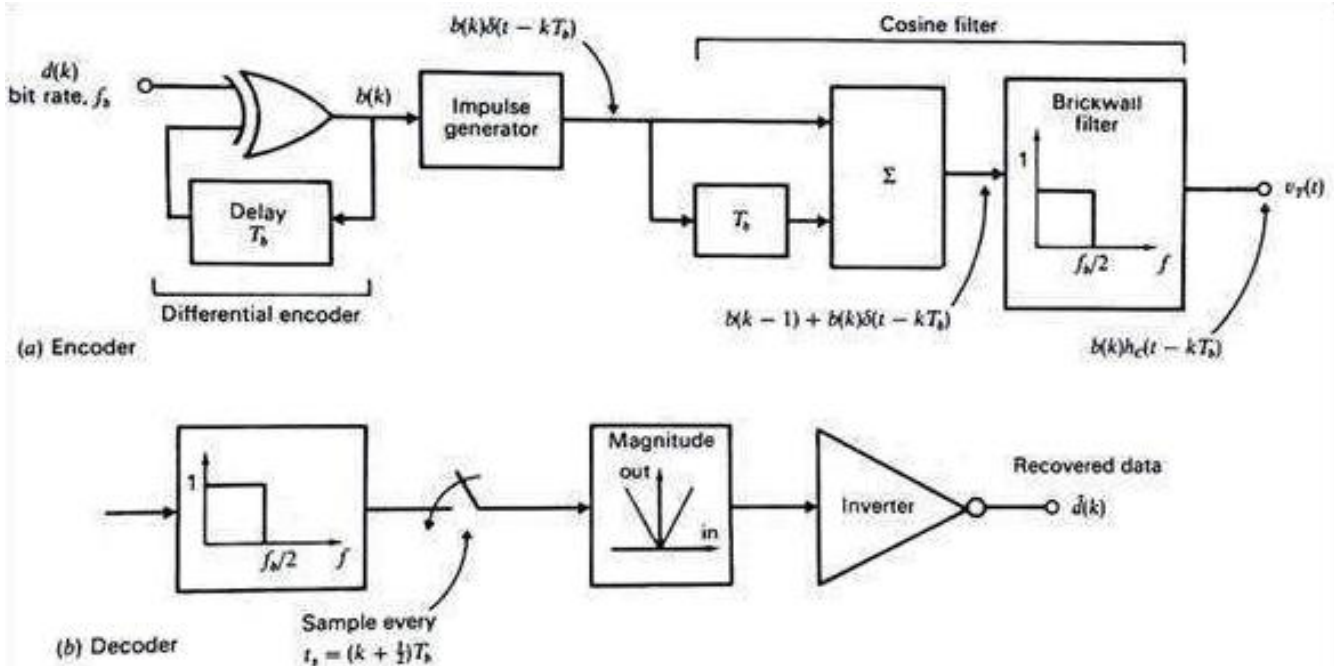 b(k)δ(t − kT_b)
Cosine filter
d(k)
bit rate, f_b
b(k)
Impulse
generator
Brickwall
filter
1
Σ
v_T(t)
Delay
T_b
T_b
f_b/2
f
Differential encoder
b(k − 1) + b(k)δ(t − kT_b)
(a) Encoder
b(k)h_C(t − kT_b)
Magnitude
out
Recovered data
1
Inverter
d̂(k)
in
f_b/2
f
Sample every
t_s = (k + ½)T_b
(b) Decoder